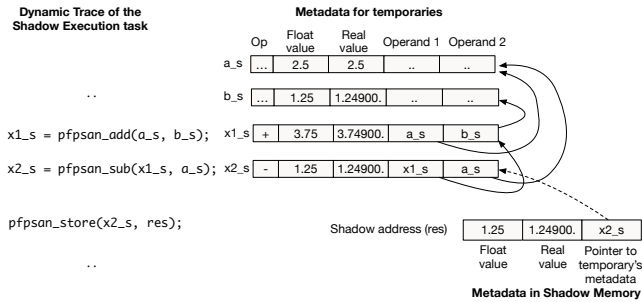 Dynamic Trace of the
Shadow Execution task
Metadata for temporaries
Op Float value Real value Operand 1 Operand 2
a_s ... 2.5 2.5 .. ..
..
b_s ... 1.25 1.24900. .. ..
x1_s = pfpsan_add(a_s, b_s); x1_s + 3.75 3.74900. a_s b_s
x2_s = pfpsan_sub(x1_s, a_s); x2_s - 1.25 1.24900. x1_s a_s
pfpsan_store(x2_s, res);
Shadow address (res) 1.25 1.24900. x2_s
Float value Real value Pointer to temporary's metadata
..
Metadata in Shadow Memory